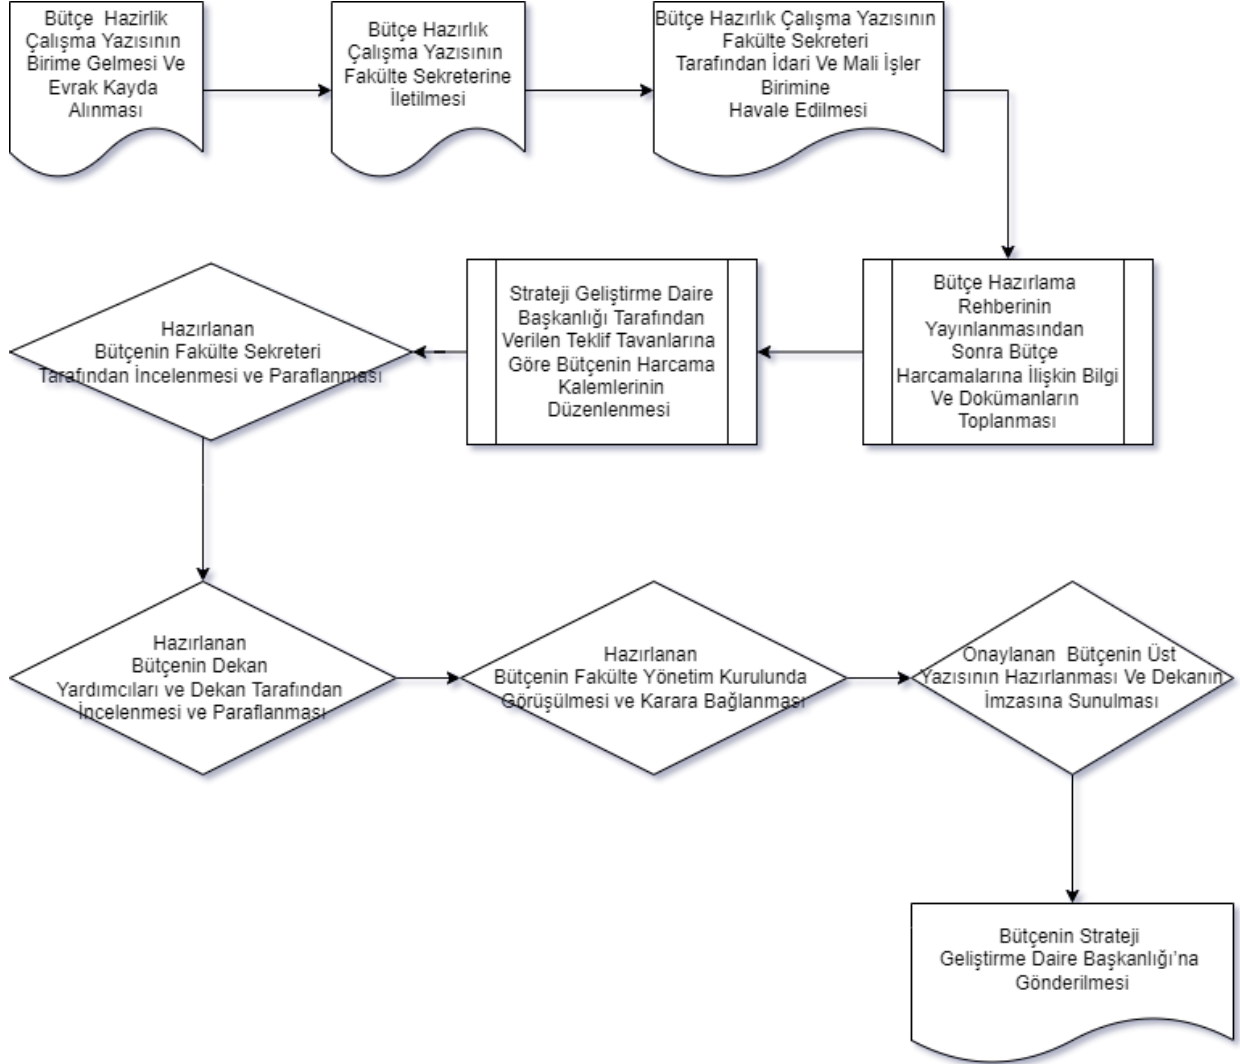 Bütçe Hazirlik
Çalışma Yazısının
Birime Gelmesi Ve
Evrak Kayda
Alınması
Bütçe Hazırlık
Çalışma Yazısının
Fakülte Sekreterine
İletilmesi
Bütçe Hazırlık Çalışma Yazısının
Fakülte Sekreteri
Tarafından İdari Ve Mali İşler
Birimine
Havale Edilmesi
Bütçe Hazırlama
Rehberinin
Yayınlanmasından
Sonra Bütçe
Harcamalarına İlişkin Bilgi
Ve Dokümanların
Toplanması
Strateji Geliştirme Daire
Başkanlığı Tarafından
Verilen Teklif Tavanlarına
Göre Bütçenin Harcama
Kalemlerinin
Düzenlenmesi
Hazırlanan
Bütçenin Fakülte Sekreteri
Tarafından İncelenmesi ve Paraflanması
Hazırlanan
Bütçenin Dekan
Yardımcıları ve Dekan Tarafından
İncelenmesi ve Paraflanması
Hazırlanan
Bütçenin Fakülte Yönetim Kurulunda
Görüşülmesi ve Karara Bağlanması
Onaylanan Bütçenin Üst
Yazısının Hazırlanması Ve Dekanın
İmzasına Sunulması
Bütçenin Strateji
Geliştirme Daire Başkanlığı'na
Gönderilmesi